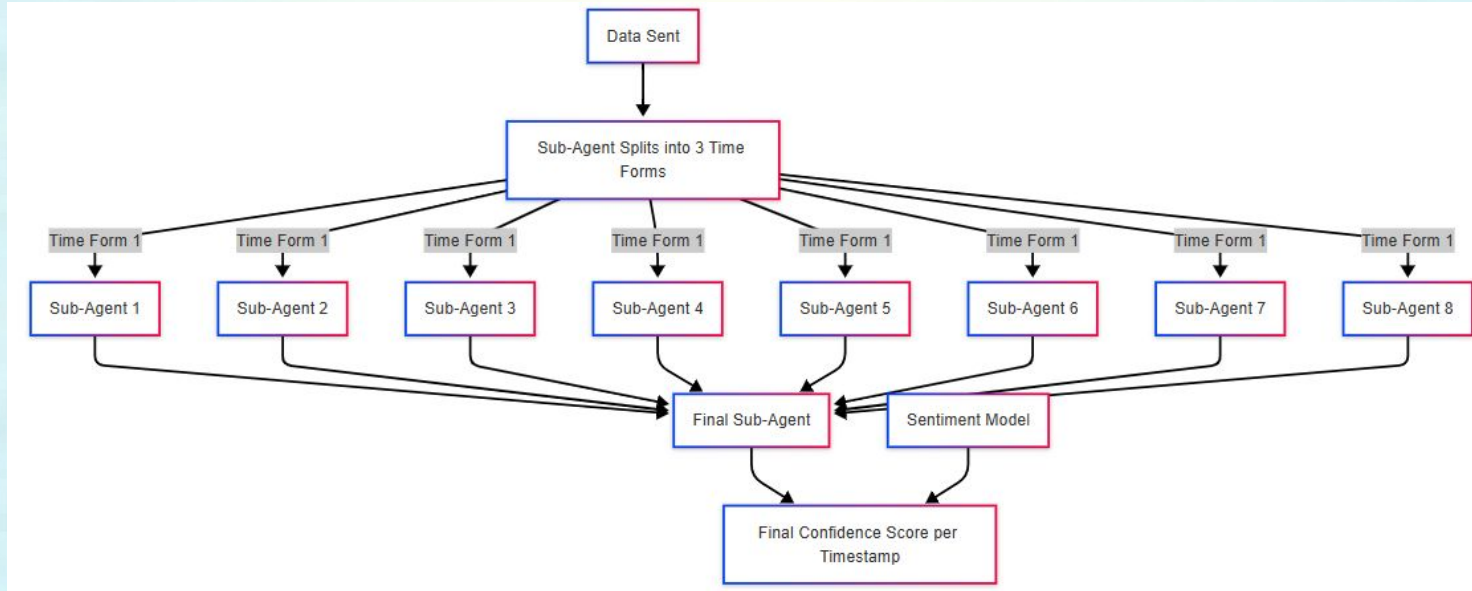 Data Sent
Sub-Agent Splits into 3 Time
Forms
Time Form 1
Time Form 1
Time Form 1
Time Form 1
Time Form 1
Time Form 1
Time Form 1
Time Form 1
Sub-Agent 1
Sub-Agent 2
Sub-Agent 3
Sub-Agent 4
Sub-Agent 5
Sub-Agent 6
Sub-Agent 7
Sub-Agent 8
Final Sub-Agent
Sentiment Model
Final Confidence Score per
Timestamp